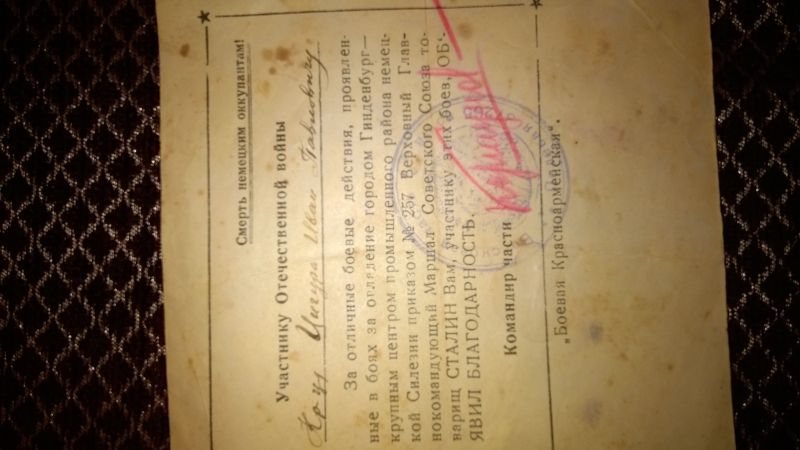 Смерть немецким оккупантам!
Участнику Отечественной войны
Иван Павлович
За отличные боевые действия, проявлен-
ные в боях за овладение городом Гинденбург—
крупным центром промышленного района немец-
кой Силезии приказом № 257 Верховный Глав-
нокомандующий Маршал Советского Союза то-
варищ СТАЛИН Вам, участнику этих боев, ОБ'-
ЯВИЛ БЛАГОДАРНОСТЬ.
Командир части
„Боевая Красноармейская“.